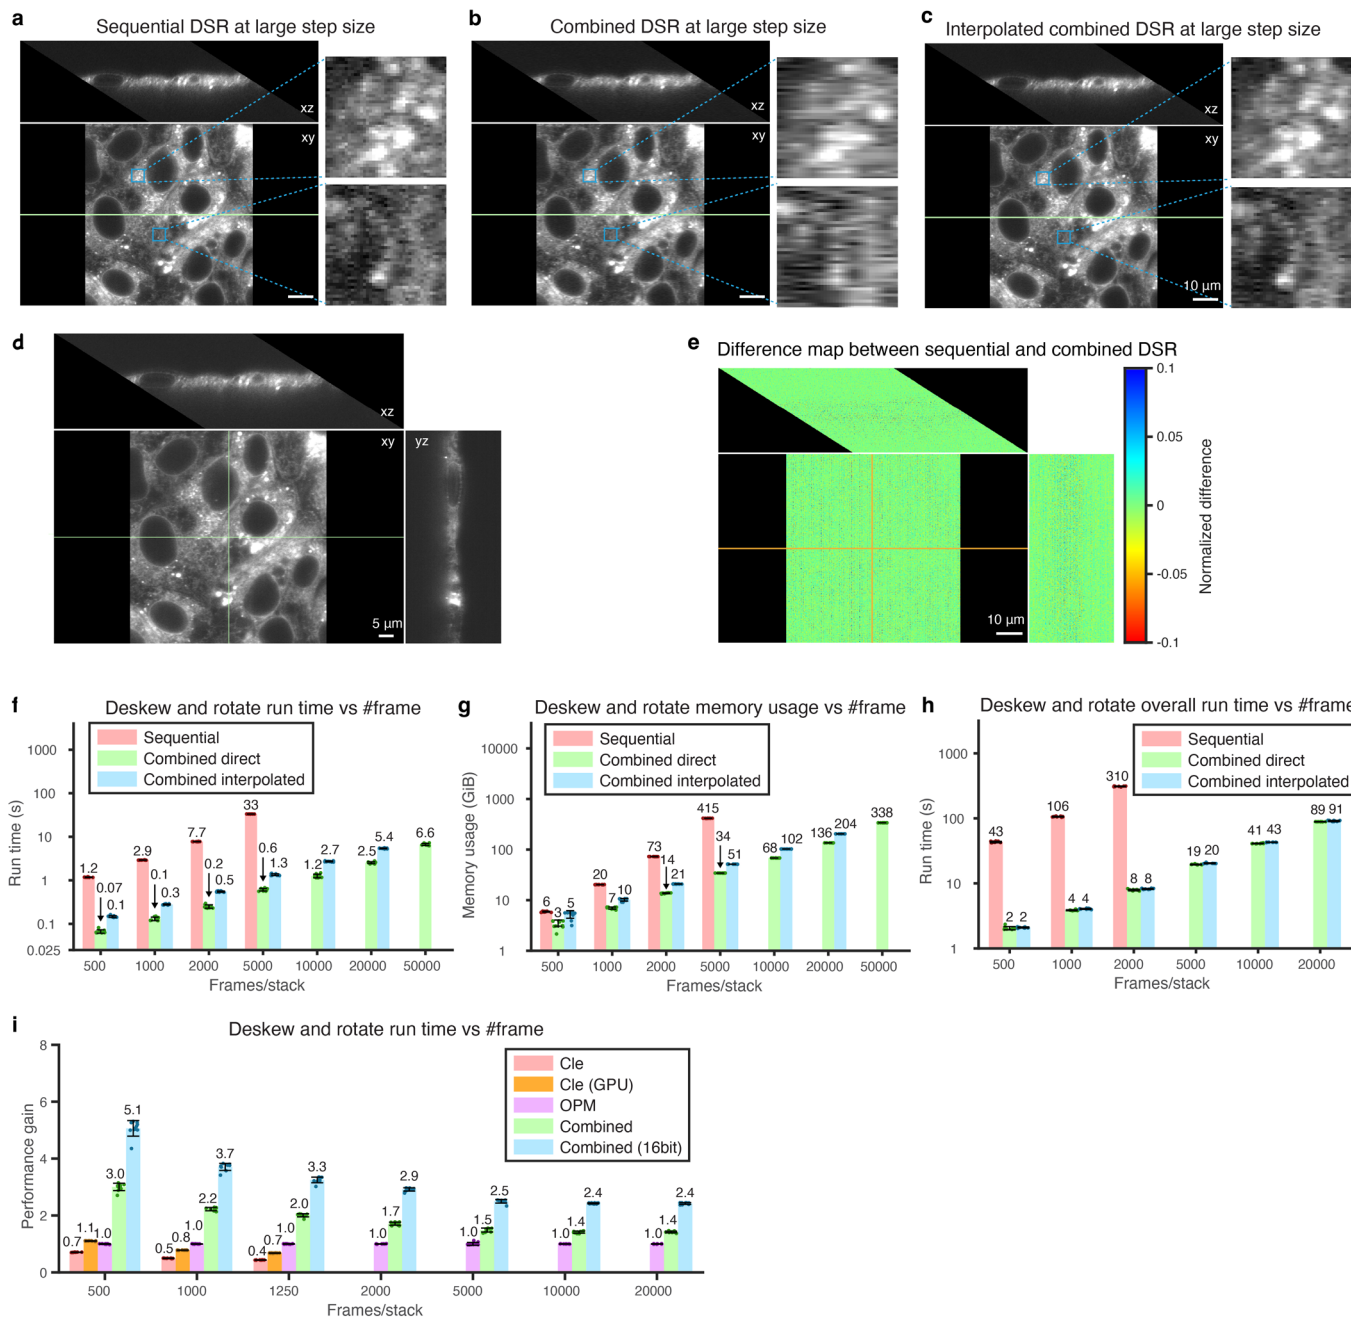 a
Sequential DSR at large step size
xz
xy
b
Combined DSR at large step size
xz
xy
c
Interpolated combined DSR at large step size
xz
xy
10 µm
d
xz
xy
yz
5 µm
e
Difference map between sequential and combined DSR
10 µm
0.1
0.05
0
-0.05
-0.1
Normalized difference
f
Deskew and rotate run time vs #frame
Sequential
Combined direct
Combined interpolated
Run time (s)
1000
100
10
1
0.1
0.025
1.2
0.07
0.1
2.9
0.1
0.3
7.7
0.2
0.5
33
0.6
1.3
1.2
2.7
2.5
5.4
6.6
500 1000 2000 5000 10000 20000 50000
Frames/stack
g
Deskew and rotate memory usage vs #frame
Sequential
Combined direct
Combined interpolated
Memory usage (GiB)
10000
1000
100
10
1
6
3
5
20
7
10
73
14
21
415
34
51
68
102
136
204
338
500 1000 2000 5000 10000 20000 50000
Frames/stack
h
Deskew and rotate overall run time vs #frame
Sequential
Combined direct
Combined interpolated
Run time (s)
1000
100
10
1
43
2 2
106
4 4
310
8 8
19 20
41 43
89 91
500 1000 2000 5000 10000 20000
Frames/stack
i
Deskew and rotate run time vs #frame
Cle
Cle (GPU)
OPM
Combined
Combined (16bit)
Performance gain
8
6
4
2
0
0.7
1.1
1.0
3.0
5.1
0.5
0.8
1.0
2.2
3.7
0.4
0.7
1.0
2.0
3.3
1.0
1.7
2.9
1.0
1.5
2.5
1.0
1.4
2.4
1.0
1.4
2.4
500 1000 1250 2000 5000 10000 20000
Frames/stack